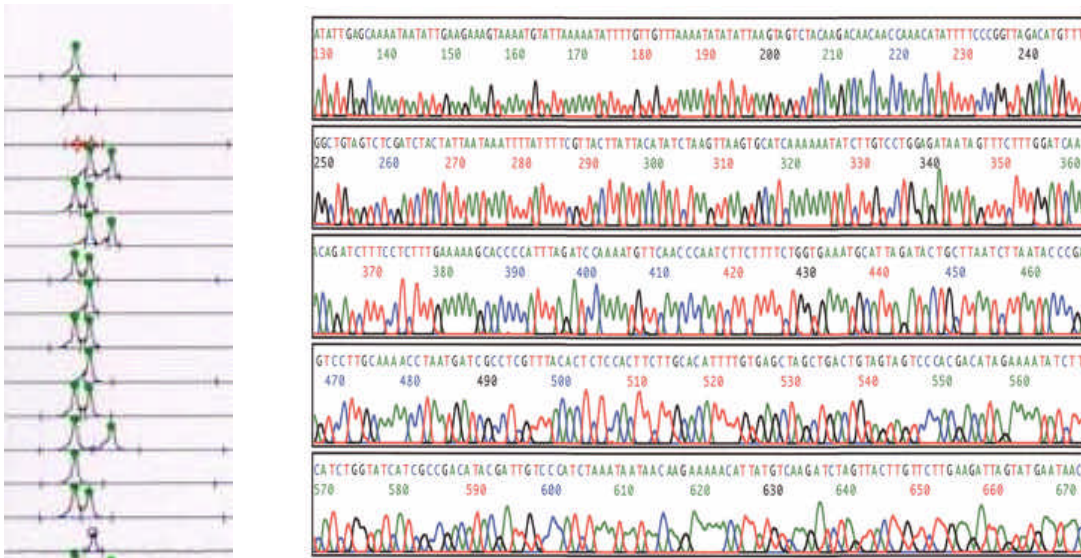 ATATTGAGCAAAATAATATTGAAGAAAGTAAAATGTATTAAAAATATTTTGTTGTTTAAAATATATATTAAGTAGTCTACAAGACAACAACCAAACATATTTTCCCGGTTAGACATGTTT
130 140 150 160 170 180 190 200 210 220 230 240
GGCTGTAGTCTCGATCTACTATTAATAAATTTTATTTTCGTTACTTATTACATATCTAAGTTAAGTGCATCAAAAAATATCTTGTCCTGGAGATAATAGTTTCTTTGGATCAA
250 260 270 280 290 300 310 320 330 340 350 360
ACAGATCTTTCCTCTTTGAAAAAGCACCCCATTTAGATCCAAAATGTTCAACCCAATCTTCTTTTCTGGTGAAATGCATTAGATACTGCTTAATCTTAATACCCGA
370 380 390 400 410 420 430 440 450 460
GTCCTTGCAAAACCTAATGATCGCCTCGTTTACACTCTCCACTTCTTGCACATTTTTGTGAGCTAGCTGACTGTAGTAGTCCCACGACATAGAAAATATCTT
470 480 490 500 510 520 530 540 550 560
CATCTGGTATCATCGCCGACATACGATTGTCCCATCTAAATAATAACAAGAAAAACATTATGTCAAGATCTAGTTACTTGTTCTTGAAGATTAGTATGAATAAC
570 580 590 600 610 620 630 640 650 660 670